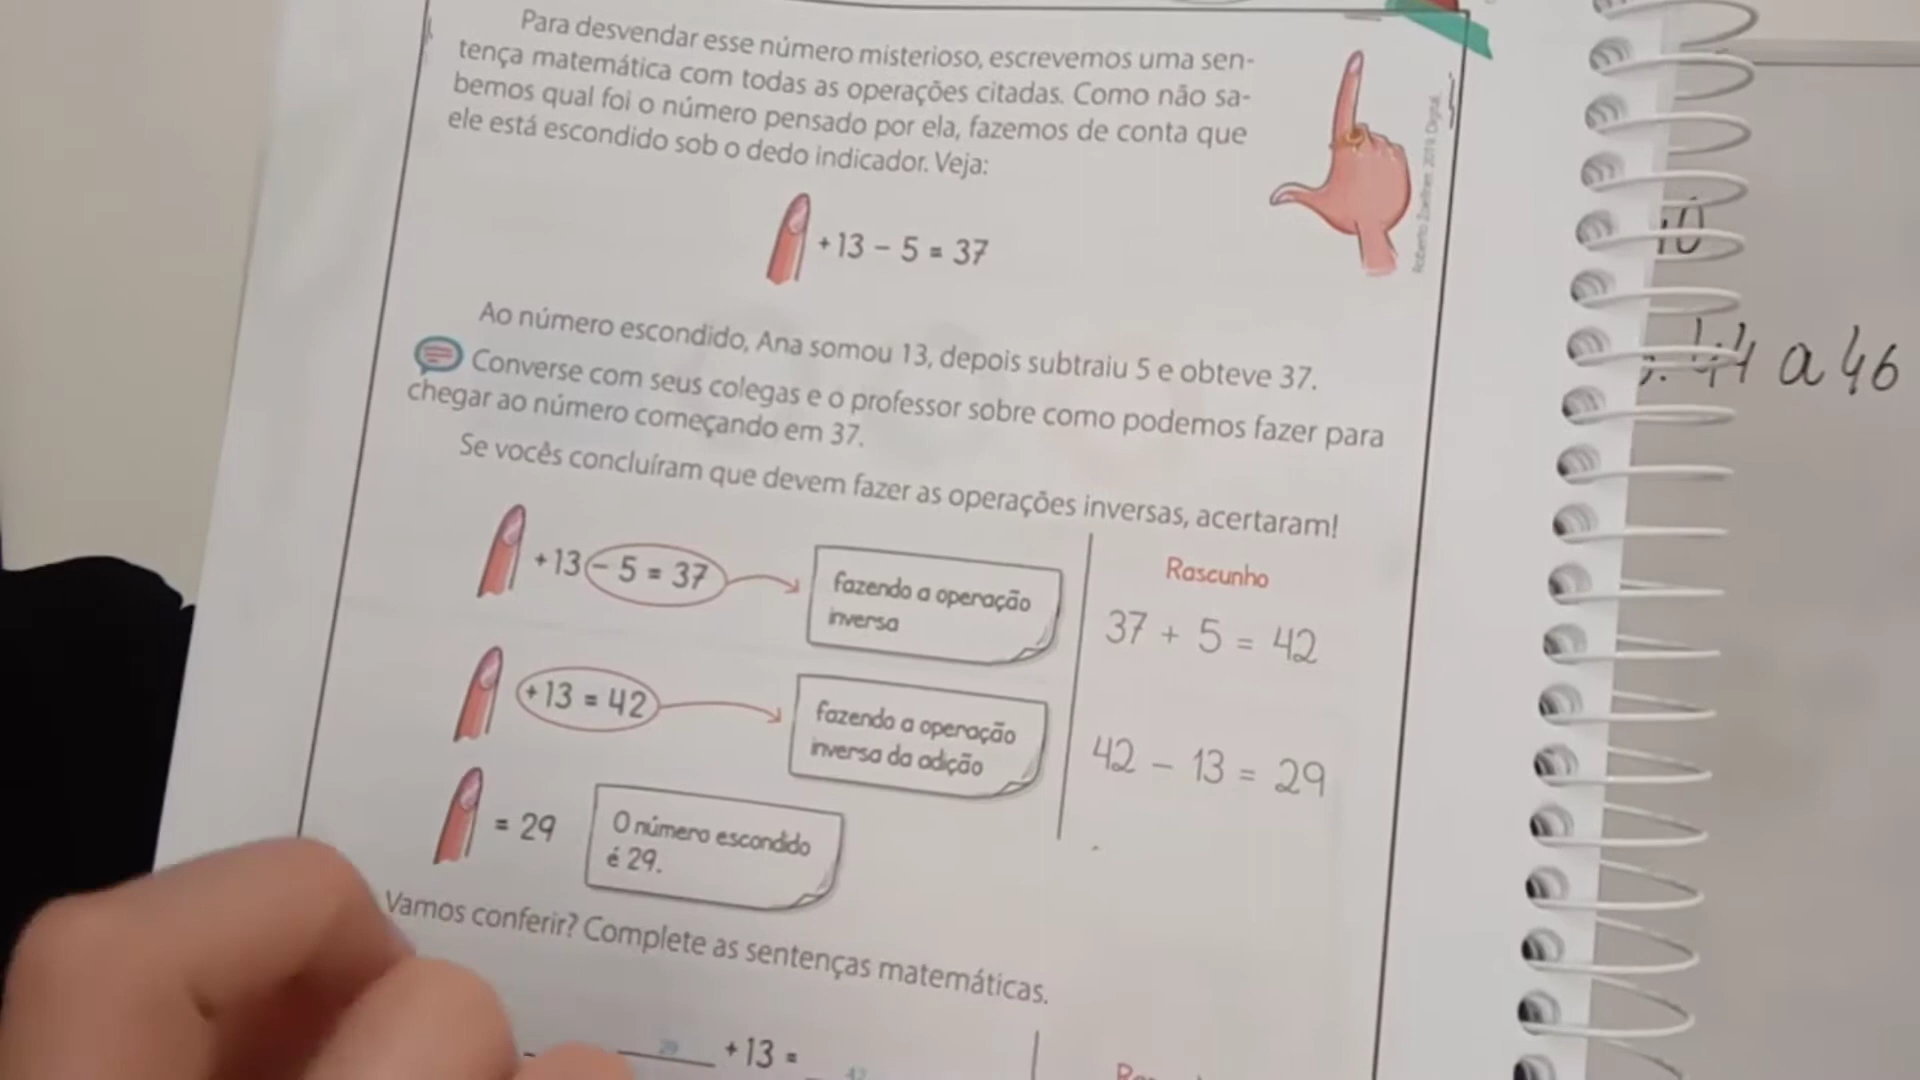 Para desvendar esse número misterioso, escrevemos uma sen-
tença matemática com todas as operações citadas. Como não sa-
bemos qual foi o número pensado por ela, fazemos de conta que
ele está escondido sob o dedo indicador. Veja:
+ 13 - 5 = 37
Ao número escondido, Ana somou 13, depois subtraiu 5 e obteve 37.
Converse com seus colegas e o professor sobre como podemos fazer para
chegar ao número começando em 37.
Se vocês concluíram que devem fazer as operações inversas, acertaram!
+ 13 - 5 = 37
fazendo a operação
inversa
Rascunho
37 + 5 = 42
+ 13 = 42
fazendo a operação
inversa da adição
42 - 13 = 29
= 29
O número escondido
é 29.
Vamos conferir? Complete as sentenças matemáticas.
29 + 13 = 42
44 a 46